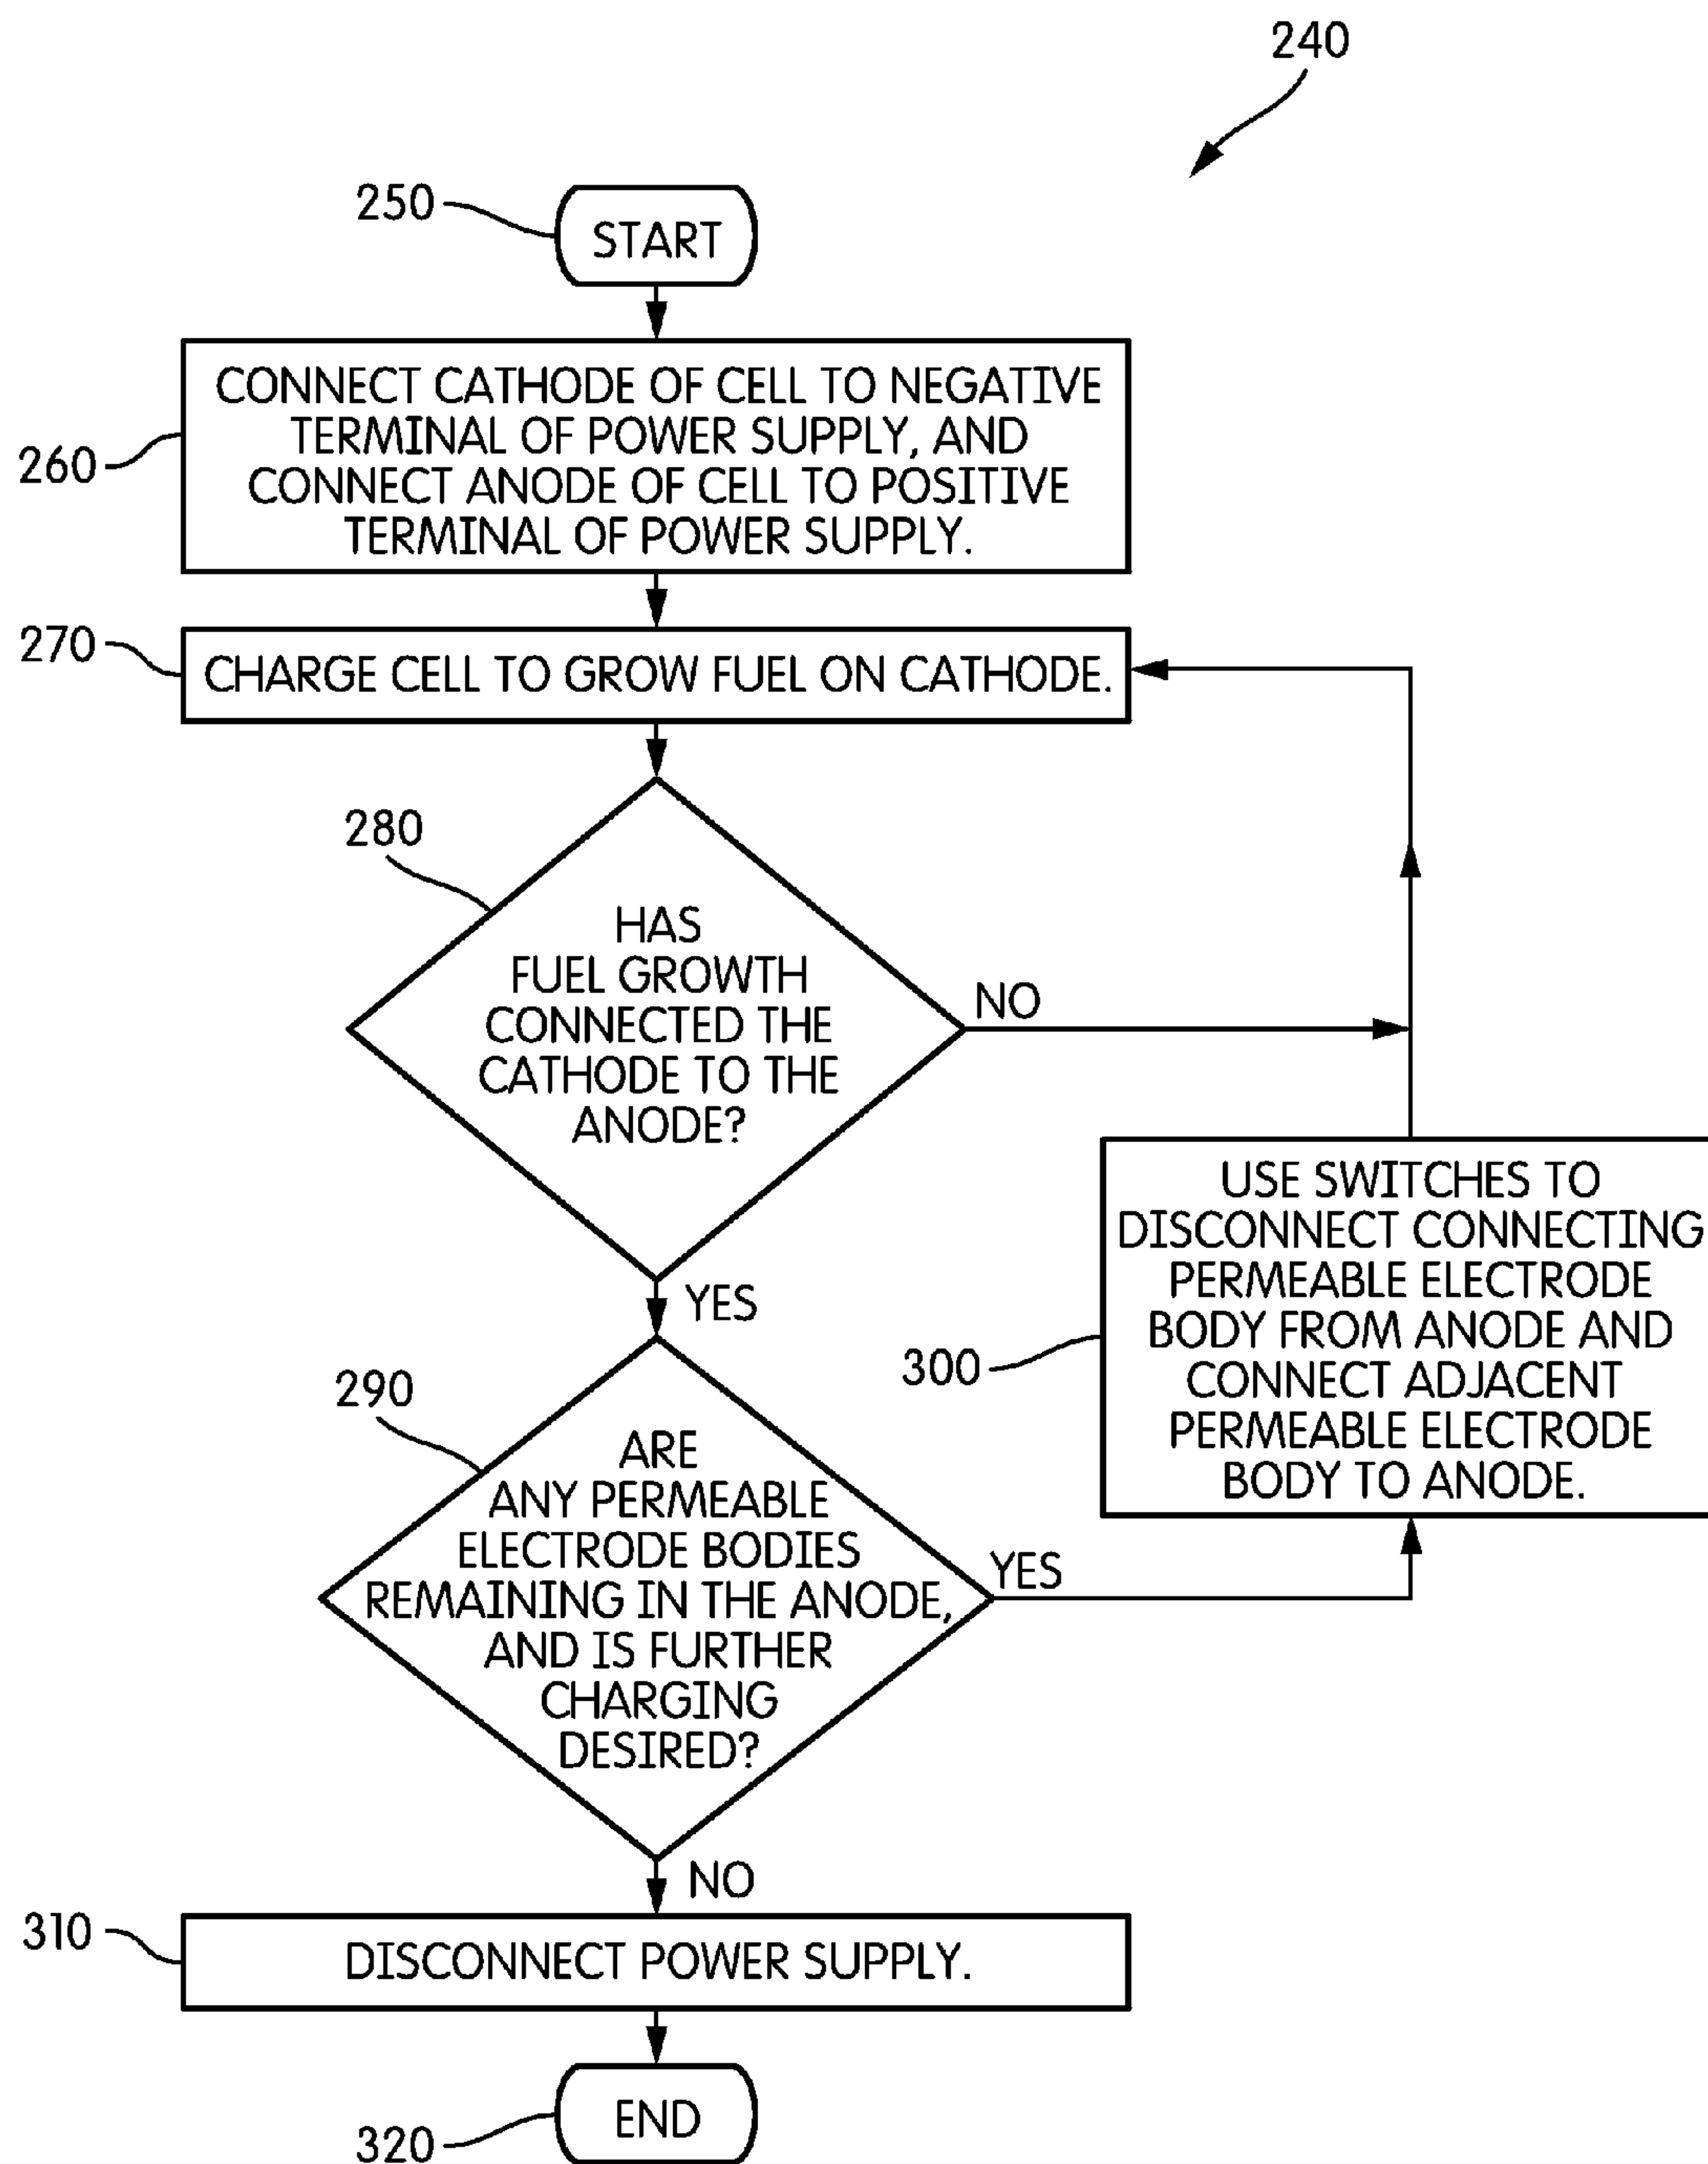 240
250
START
CONNECT CATHODE OF CELL TO NEGATIVE
TERMINAL OF POWER SUPPLY, AND
CONNECT ANODE OF CELL TO POSITIVE
TERMINAL OF POWER SUPPLY.
260
270
CHARGE CELL TO GROW FUEL ON CATHODE.
280
HAS
FUEL GROWTH
CONNECTED THE
CATHODE TO THE
ANODE?
NO
YES
290
ARE
ANY PERMEABLE
ELECTRODE BODIES
REMAINING IN THE ANODE,
AND IS FURTHER
CHARGING
DESIRED?
YES
300
USE SWITCHES TO
DISCONNECT CONNECTING
PERMEABLE ELECTRODE
BODY FROM ANODE AND
CONNECT ADJACENT
PERMEABLE ELECTRODE
BODY TO ANODE.
NO
310
DISCONNECT POWER SUPPLY.
END
320